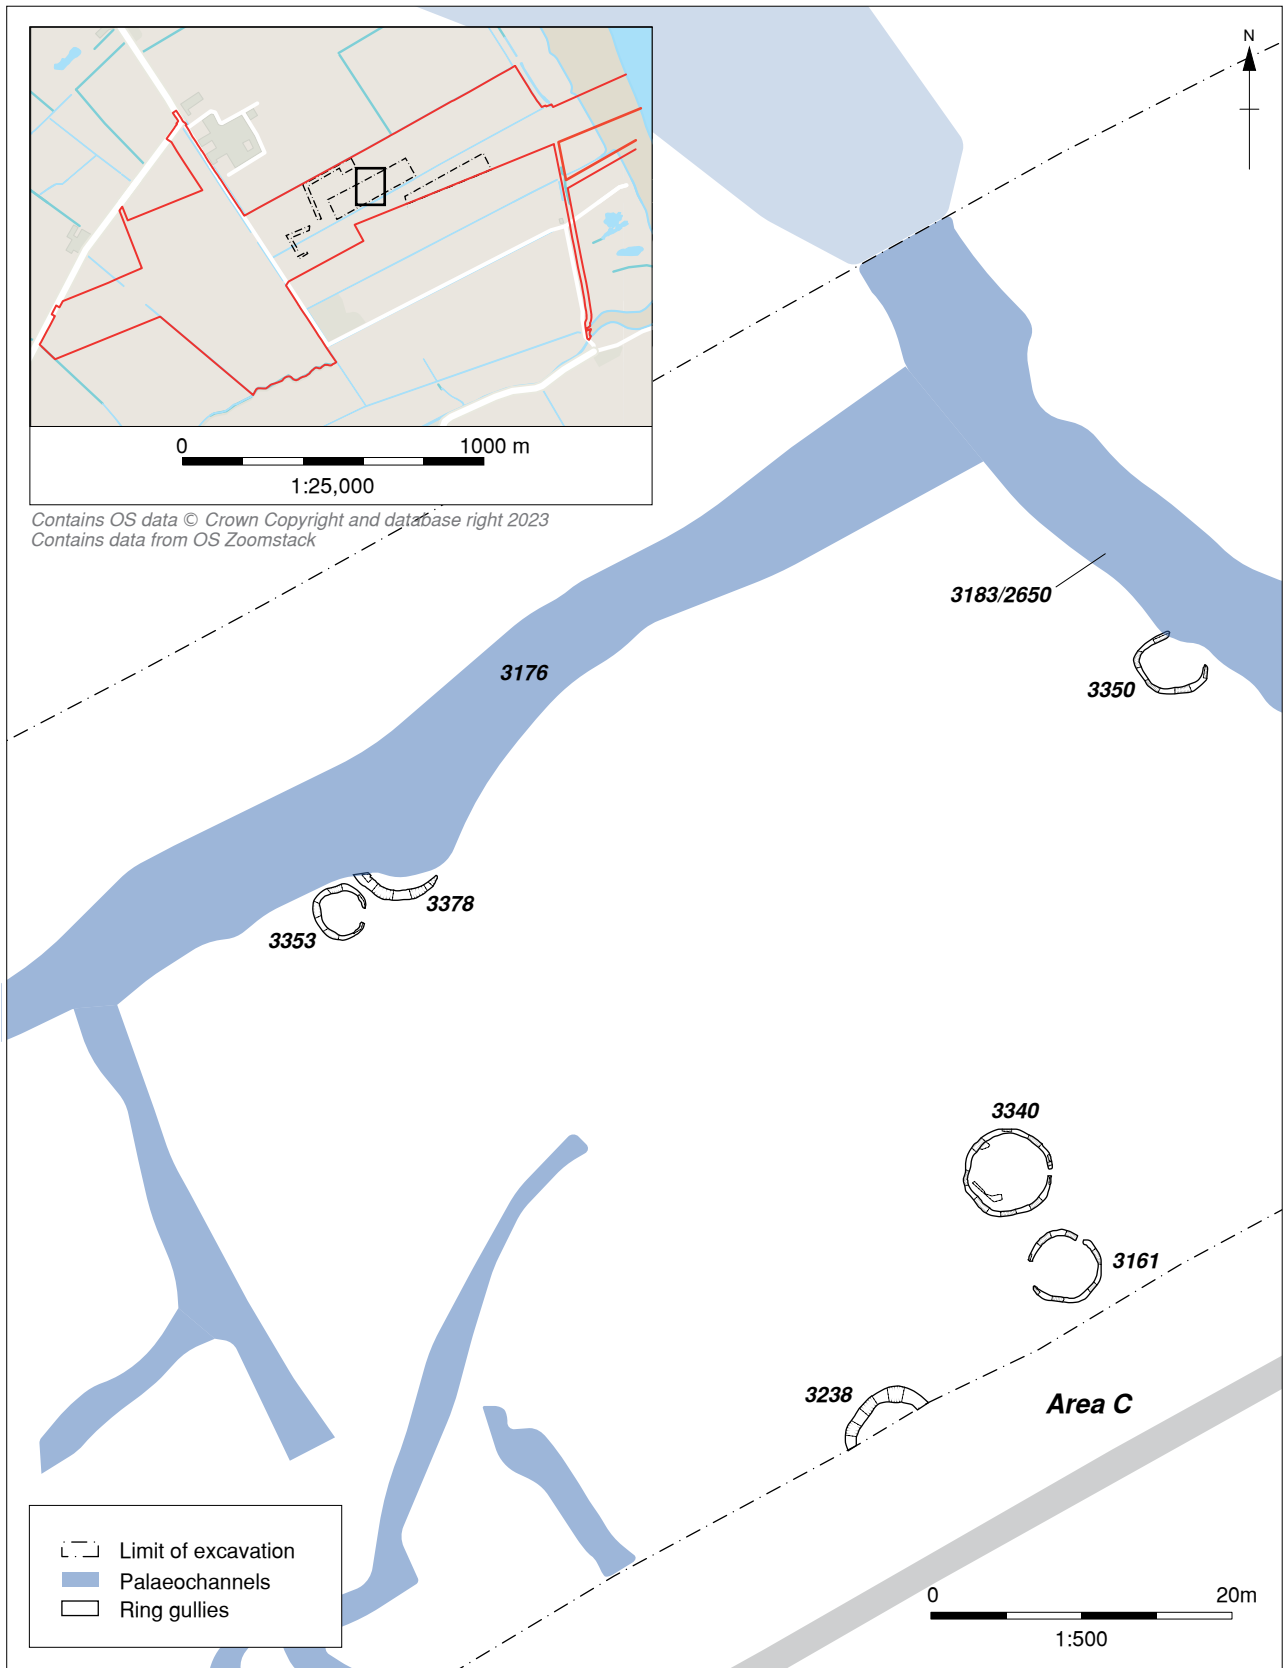 N
0 1000 m
1:25,000
Contains OS data © Crown Copyright and database right 2023
Contains data from OS Zoomstack
3183/2650
3176
3350
3378
3353
3340
3161
3238
Area C
Limit of excavation
Palaeochannels
Ring gullies
0 20m
1:500